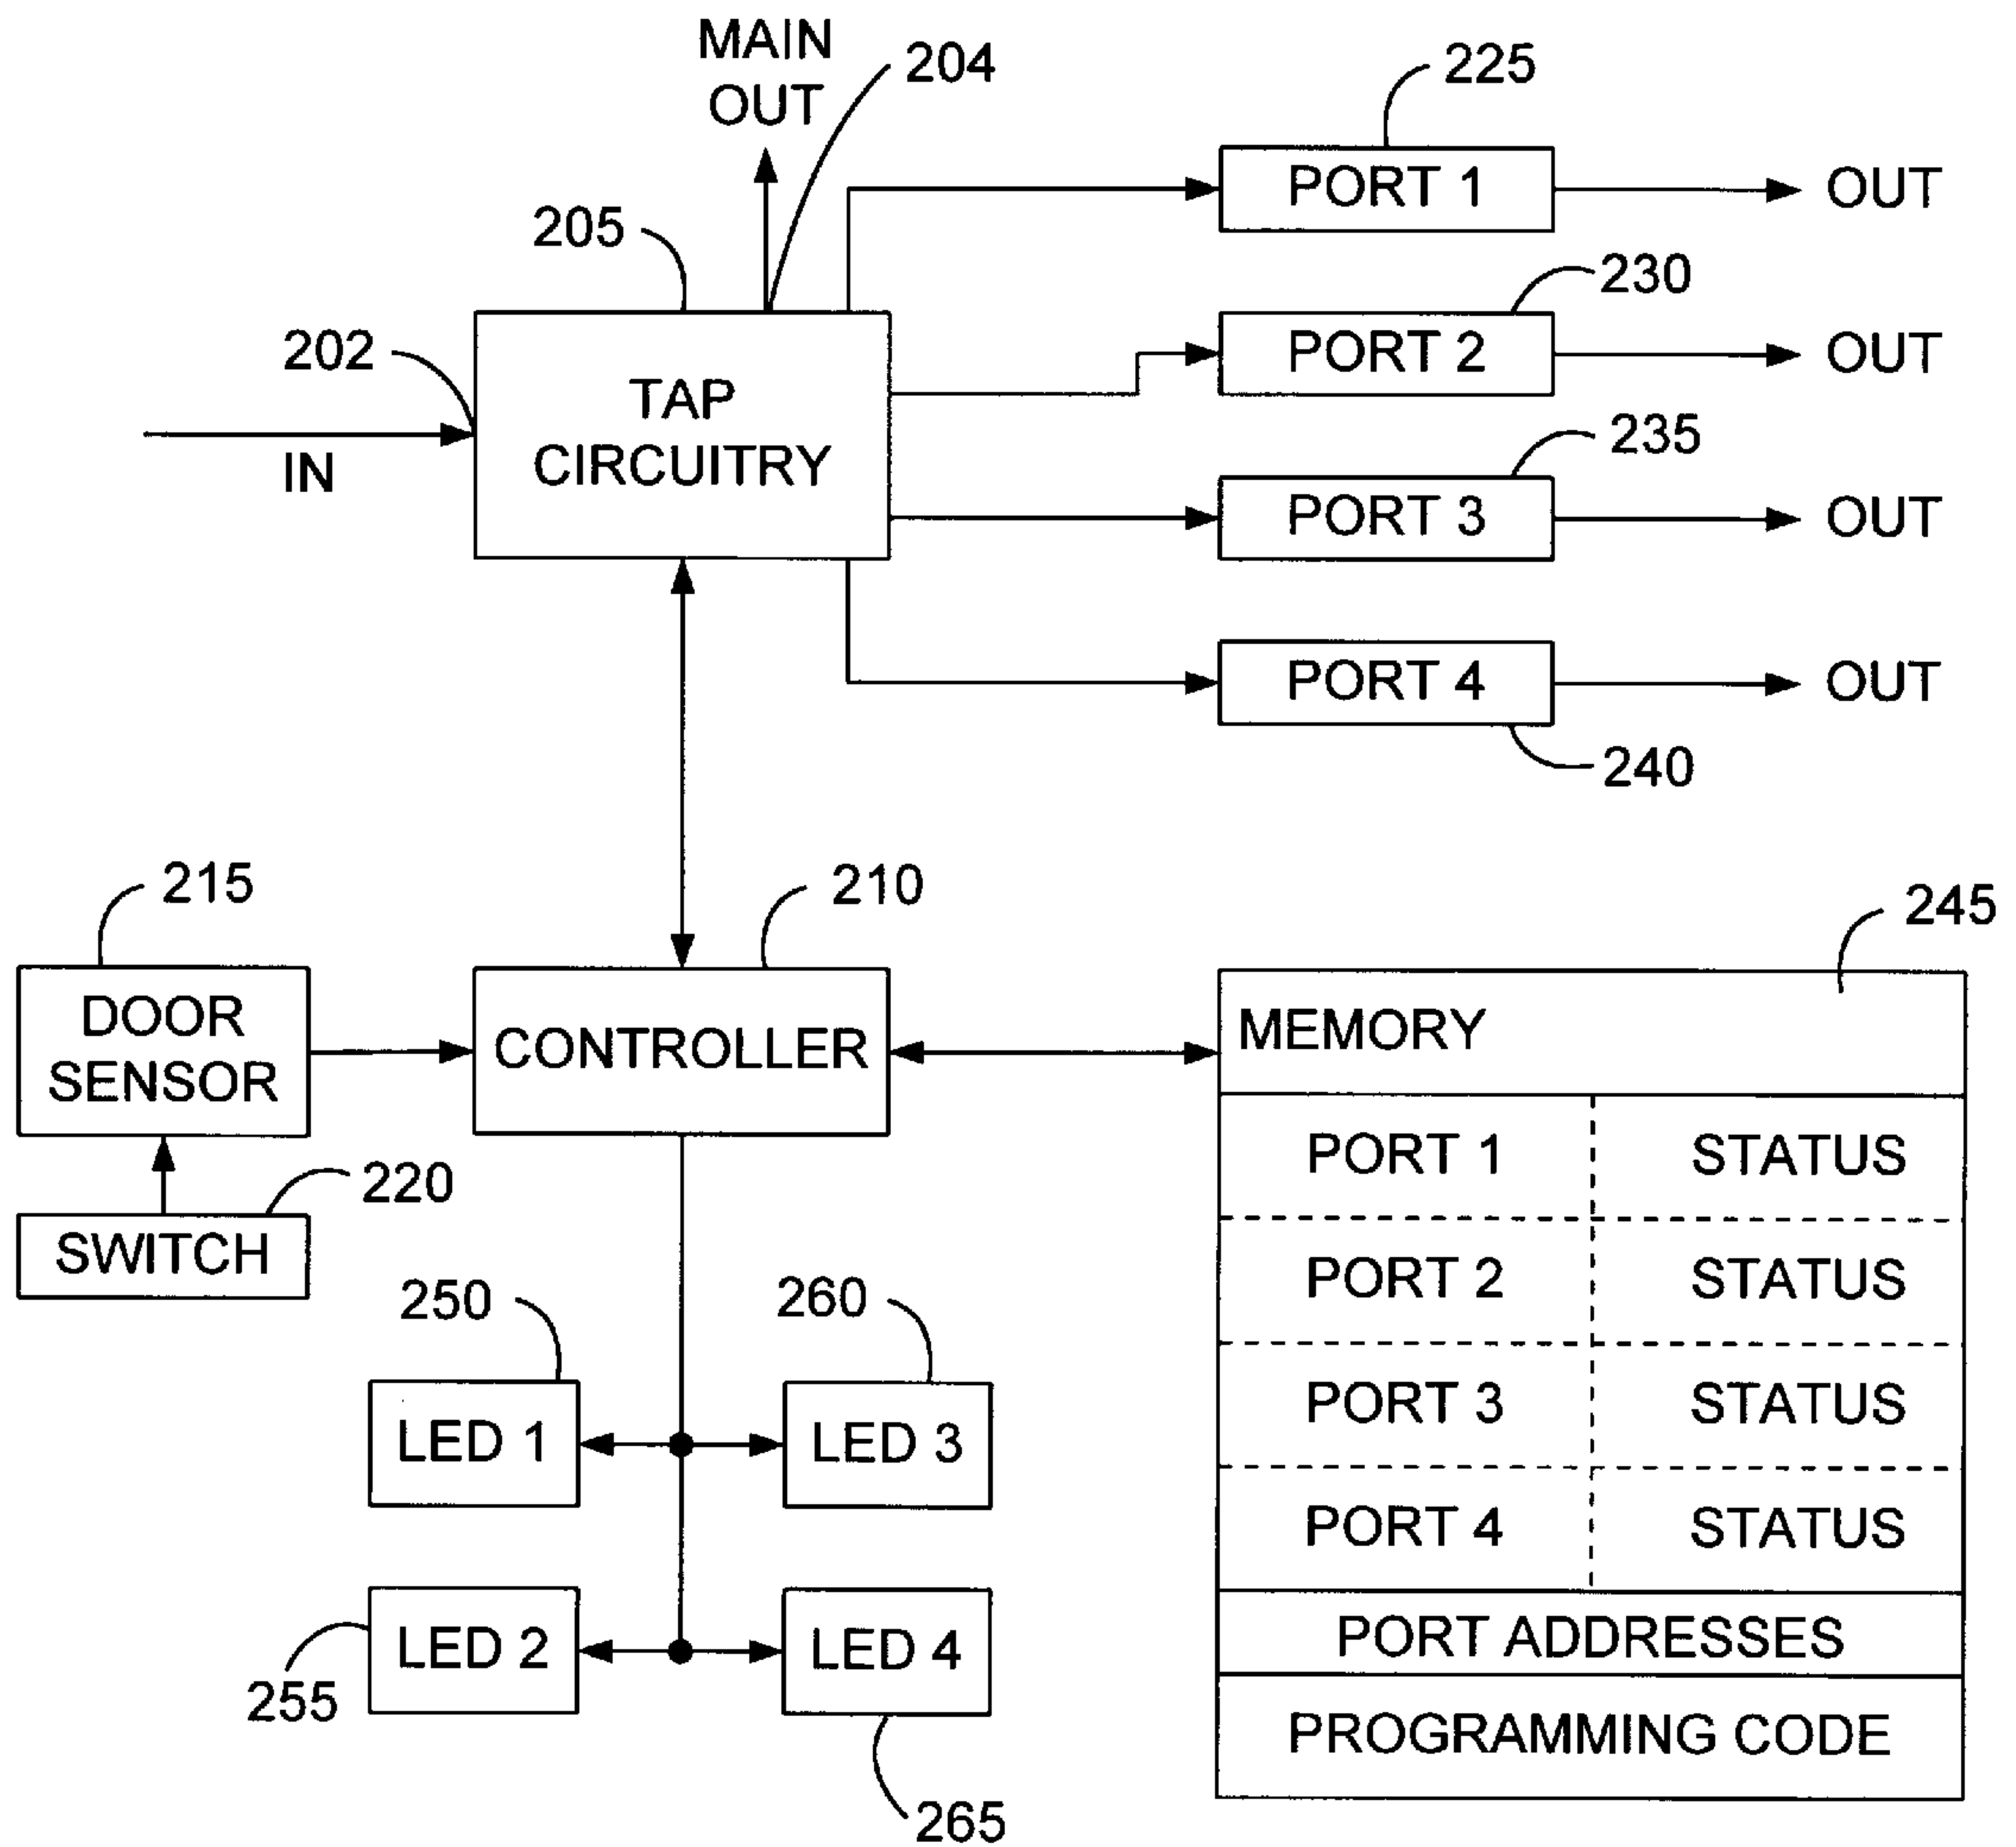 MAIN
OUT
204
225
PORT 1
OUT
205
230
202
PORT 2
OUT
TAP
CIRCUITRY
IN
235
PORT 3
OUT
PORT 4
OUT
240
215
210
245
DOOR
SENSOR
CONTROLLER
MEMORY
PORT 1 STATUS
220
SWITCH
PORT 2 STATUS
250
260
PORT 3 STATUS
LED 1
LED 3
PORT 4 STATUS
LED 2
LED 4
PORT ADDRESSES
255
PROGRAMMING CODE
265